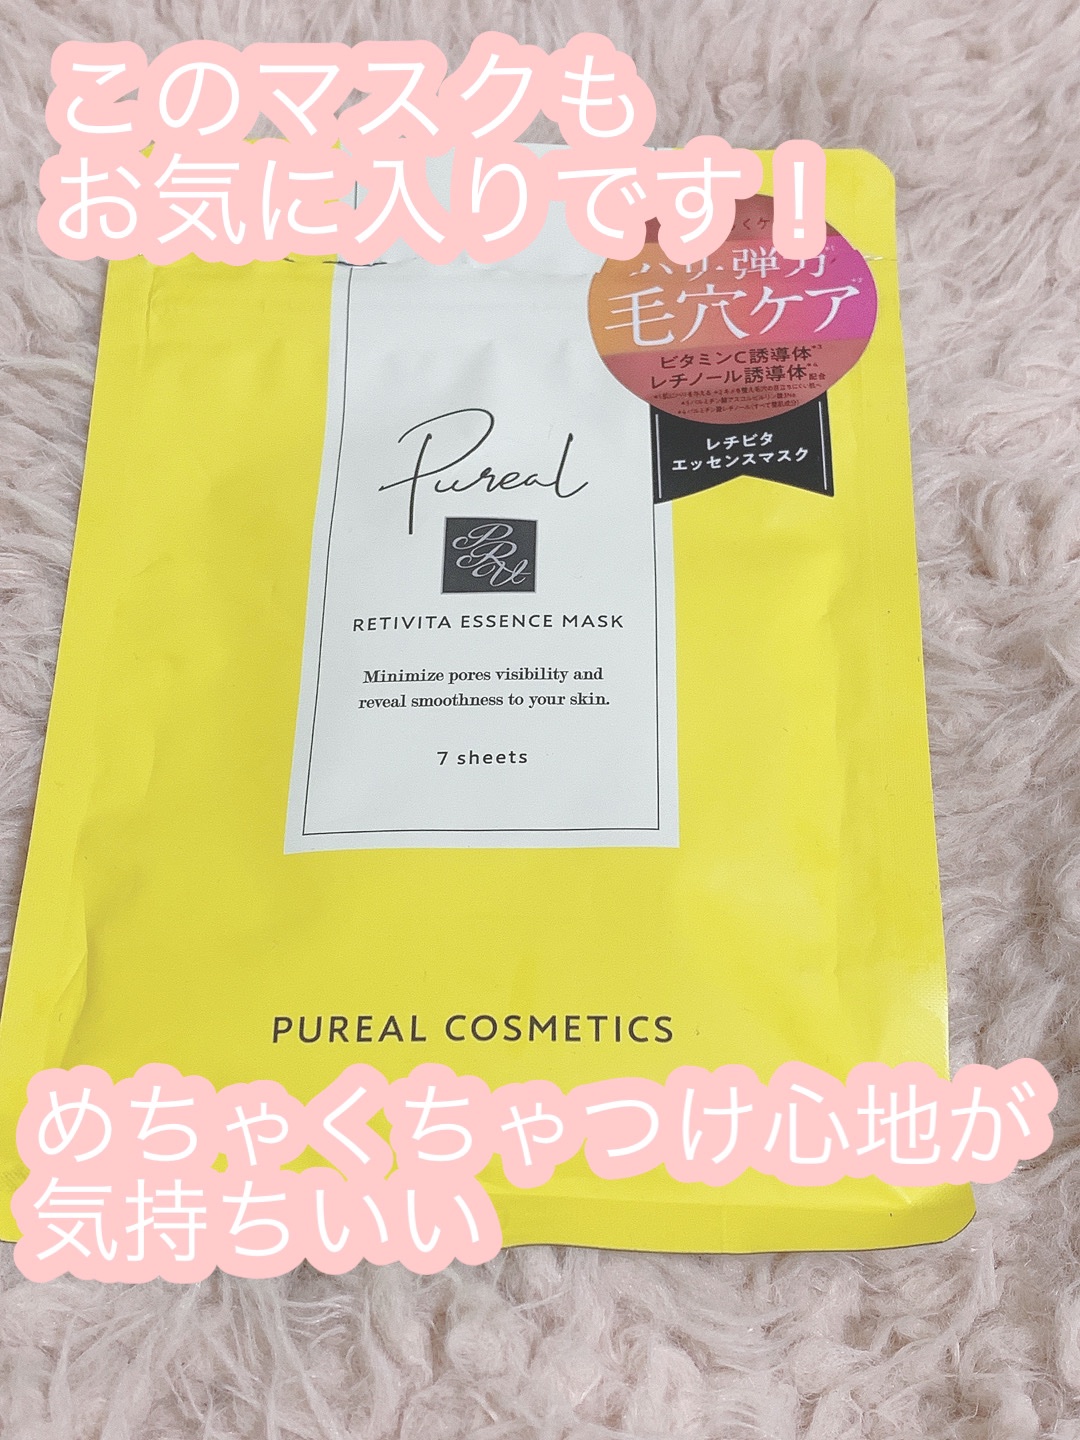 このマスクも
お気に入りです！
毛穴ケア
ビタミンC誘導体
レチノール誘導体 配合
レチビタ
エッセンスマスク
Pureal
PRU
RETIVITA ESSENCE MASK
Minimize pores visibility and
reveal smoothness to your skin.
7 sheets
PUREAL COSMETICS
めちゃくちゃつけ心地が
気持ちいい